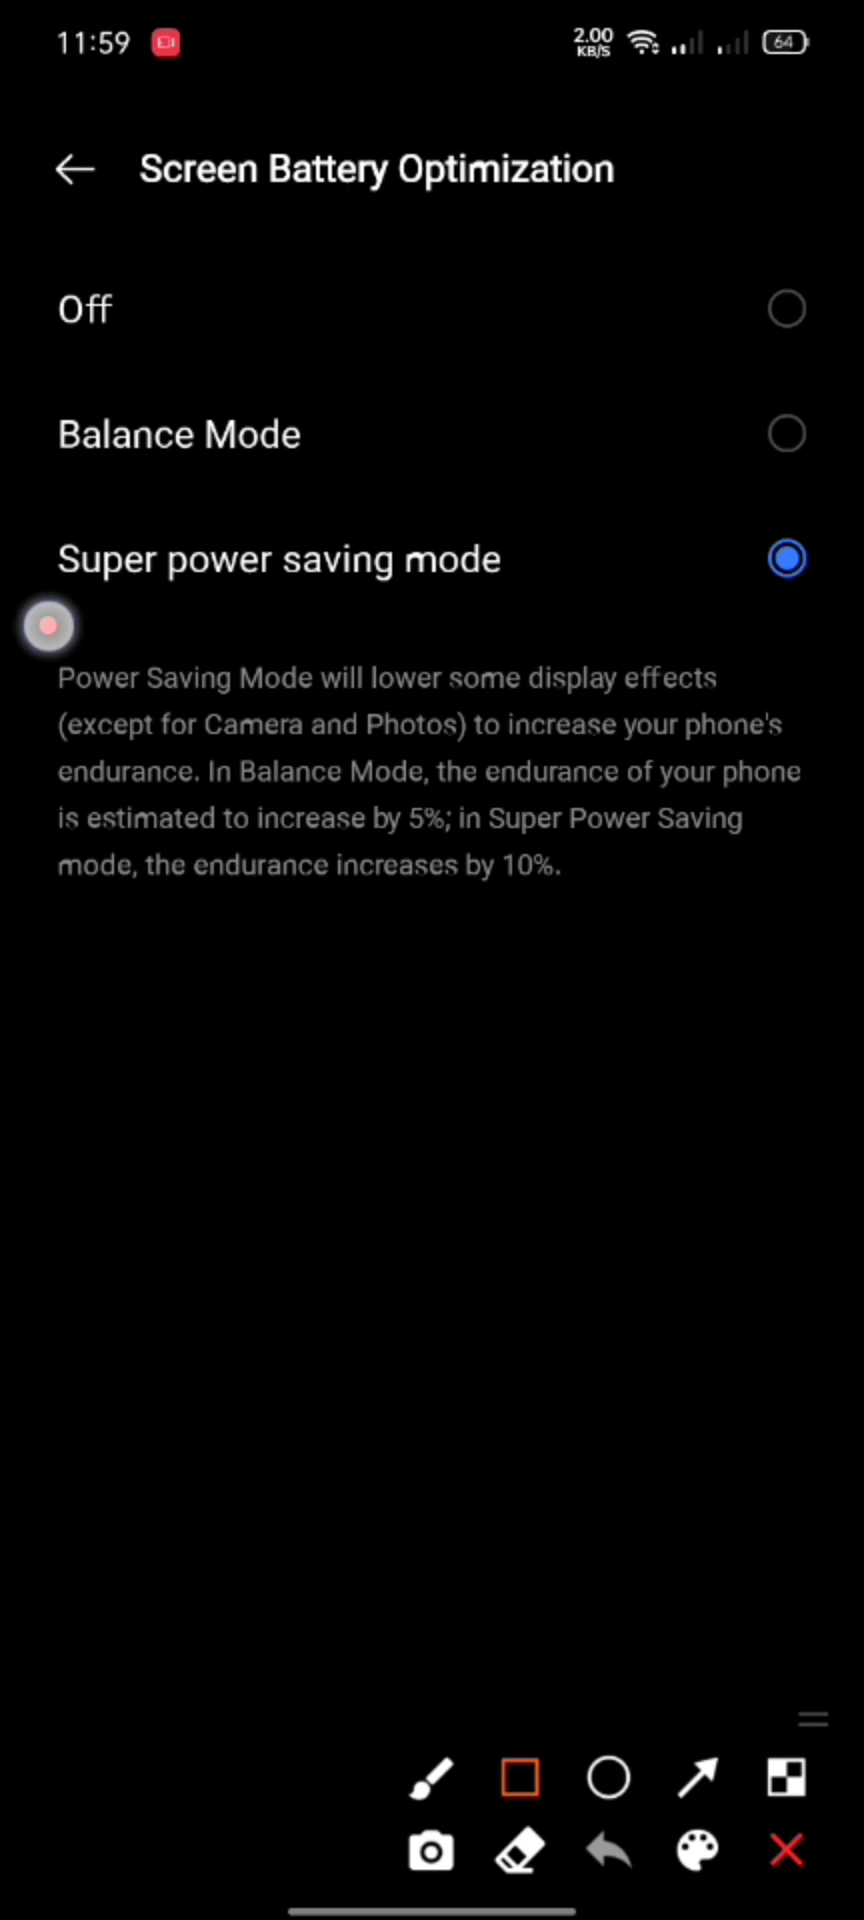 11:59
2.00
KB/S
64
Screen Battery Optimization
Off
Balance Mode
Super power saving mode
Power Saving Mode will lower some display effects
(except for Camera and Photos) to increase your phone's
endurance. In Balance Mode, the endurance of your phone
is estimated to increase by 5%; in Super Power Saving
mode, the endurance increases by 10%.